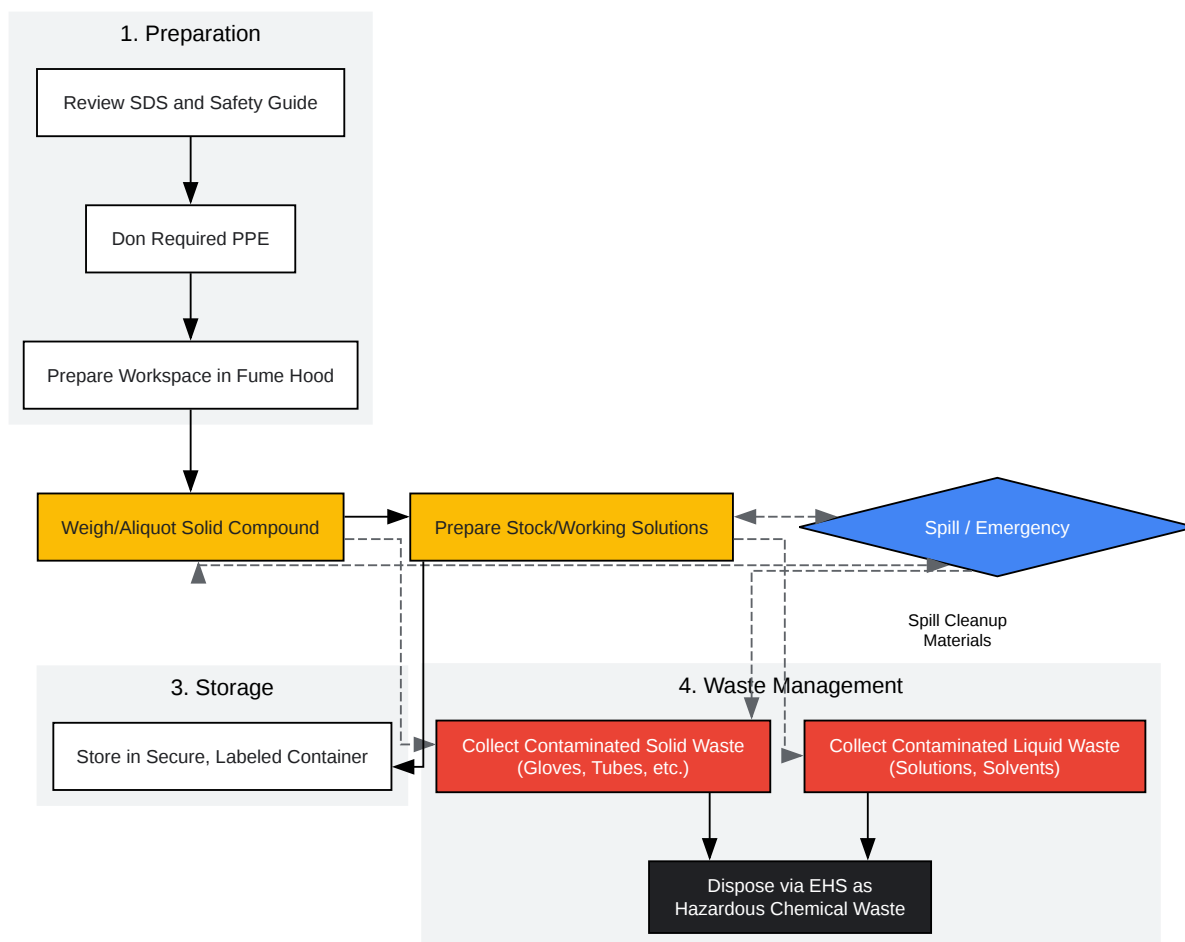 1. Preparation
Review SDS and Safety Guide
Don Required PPE
Prepare Workspace in Fume Hood
Weigh/Aliquot Solid Compound
Prepare Stock/Working Solutions
Spill / Emergency
Spill Cleanup
Materials
3. Storage
Store in Secure, Labeled Container
4. Waste Management
Collect Contaminated Solid Waste
(Gloves, Tubes, etc.)
Collect Contaminated Liquid Waste
(Solutions, Solvents)
Dispose via EHS as
Hazardous Chemical Waste